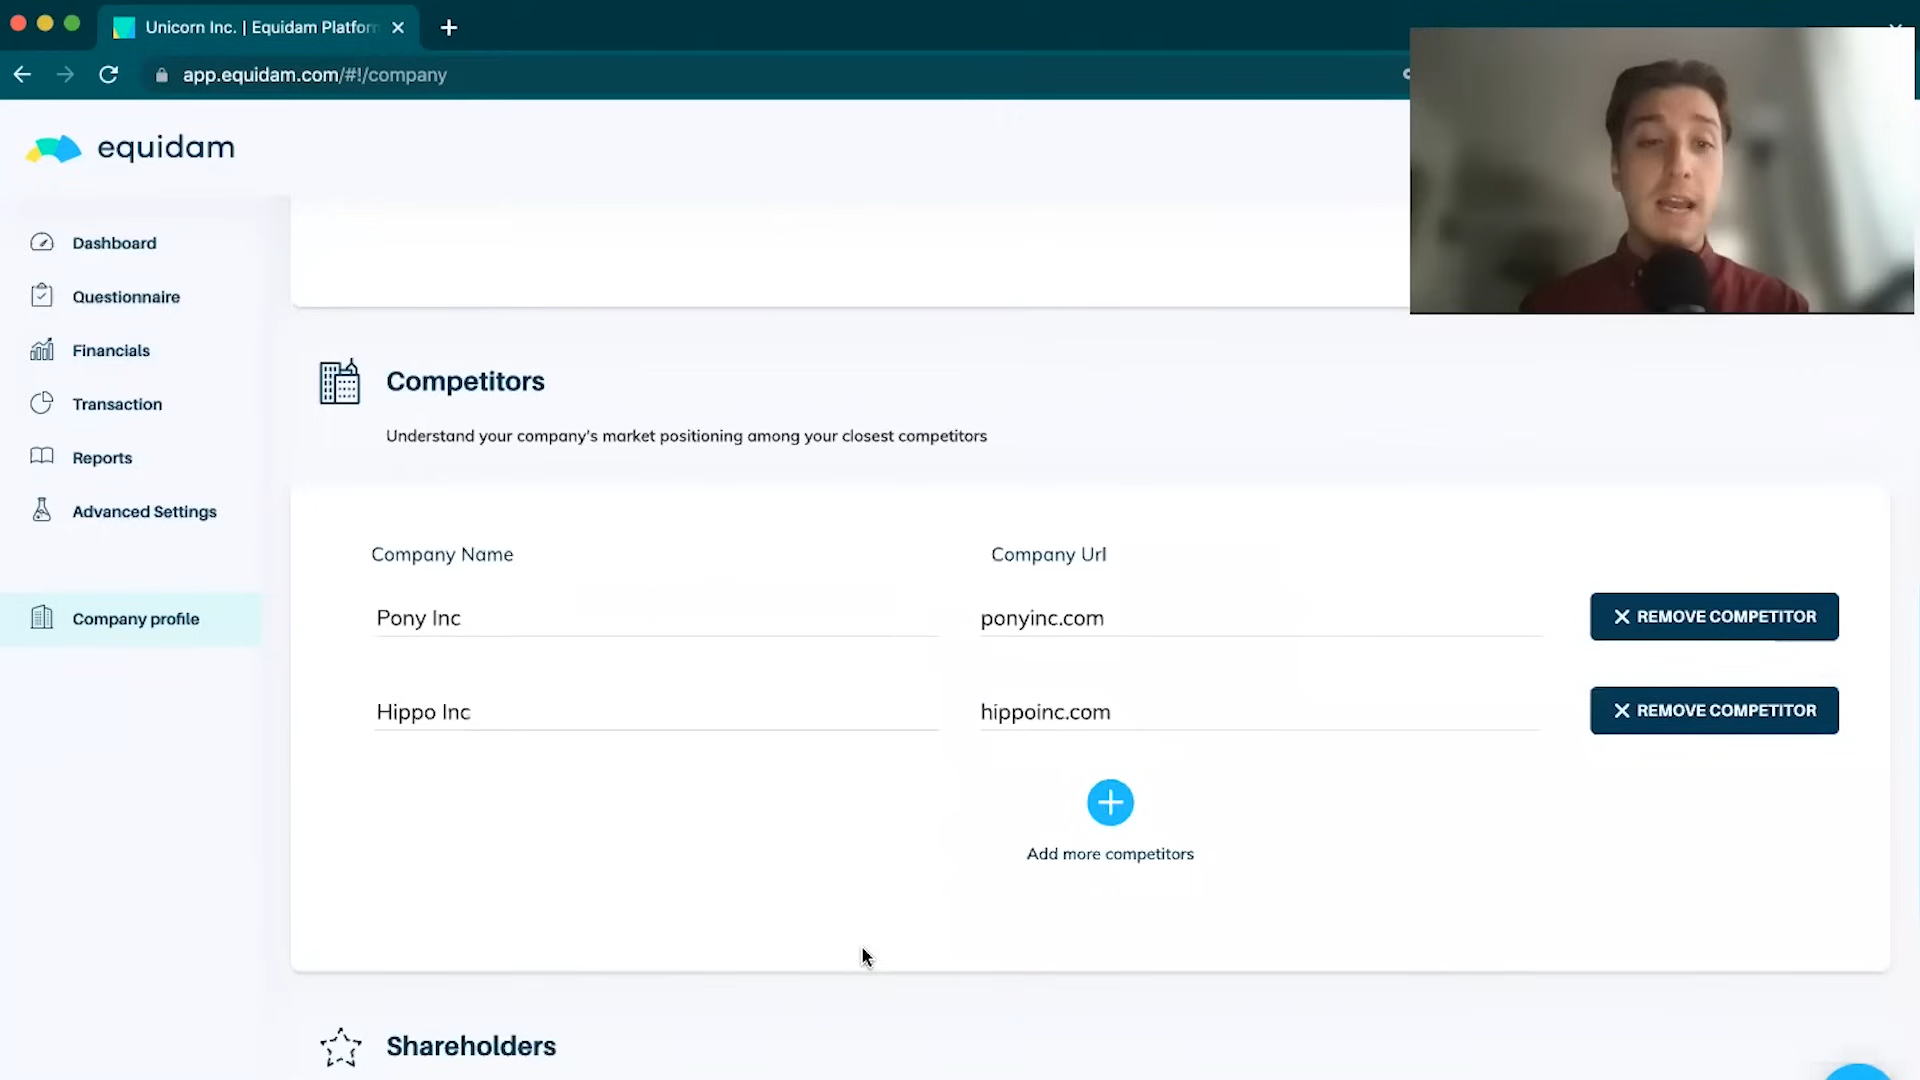 Unicorn Inc. | Equidam Platform
app.equidam.com/#!/company
equidam
Dashboard
Questionnaire
Financials
Transaction
Reports
Advanced Settings
Company profile
Competitors
Understand your company's market positioning among your closest competitors
Company Name
Company Url
Pony Inc
ponyinc.com
REMOVE COMPETITOR
Hippo Inc
hippoinc.com
REMOVE COMPETITOR
Add more competitors
Shareholders